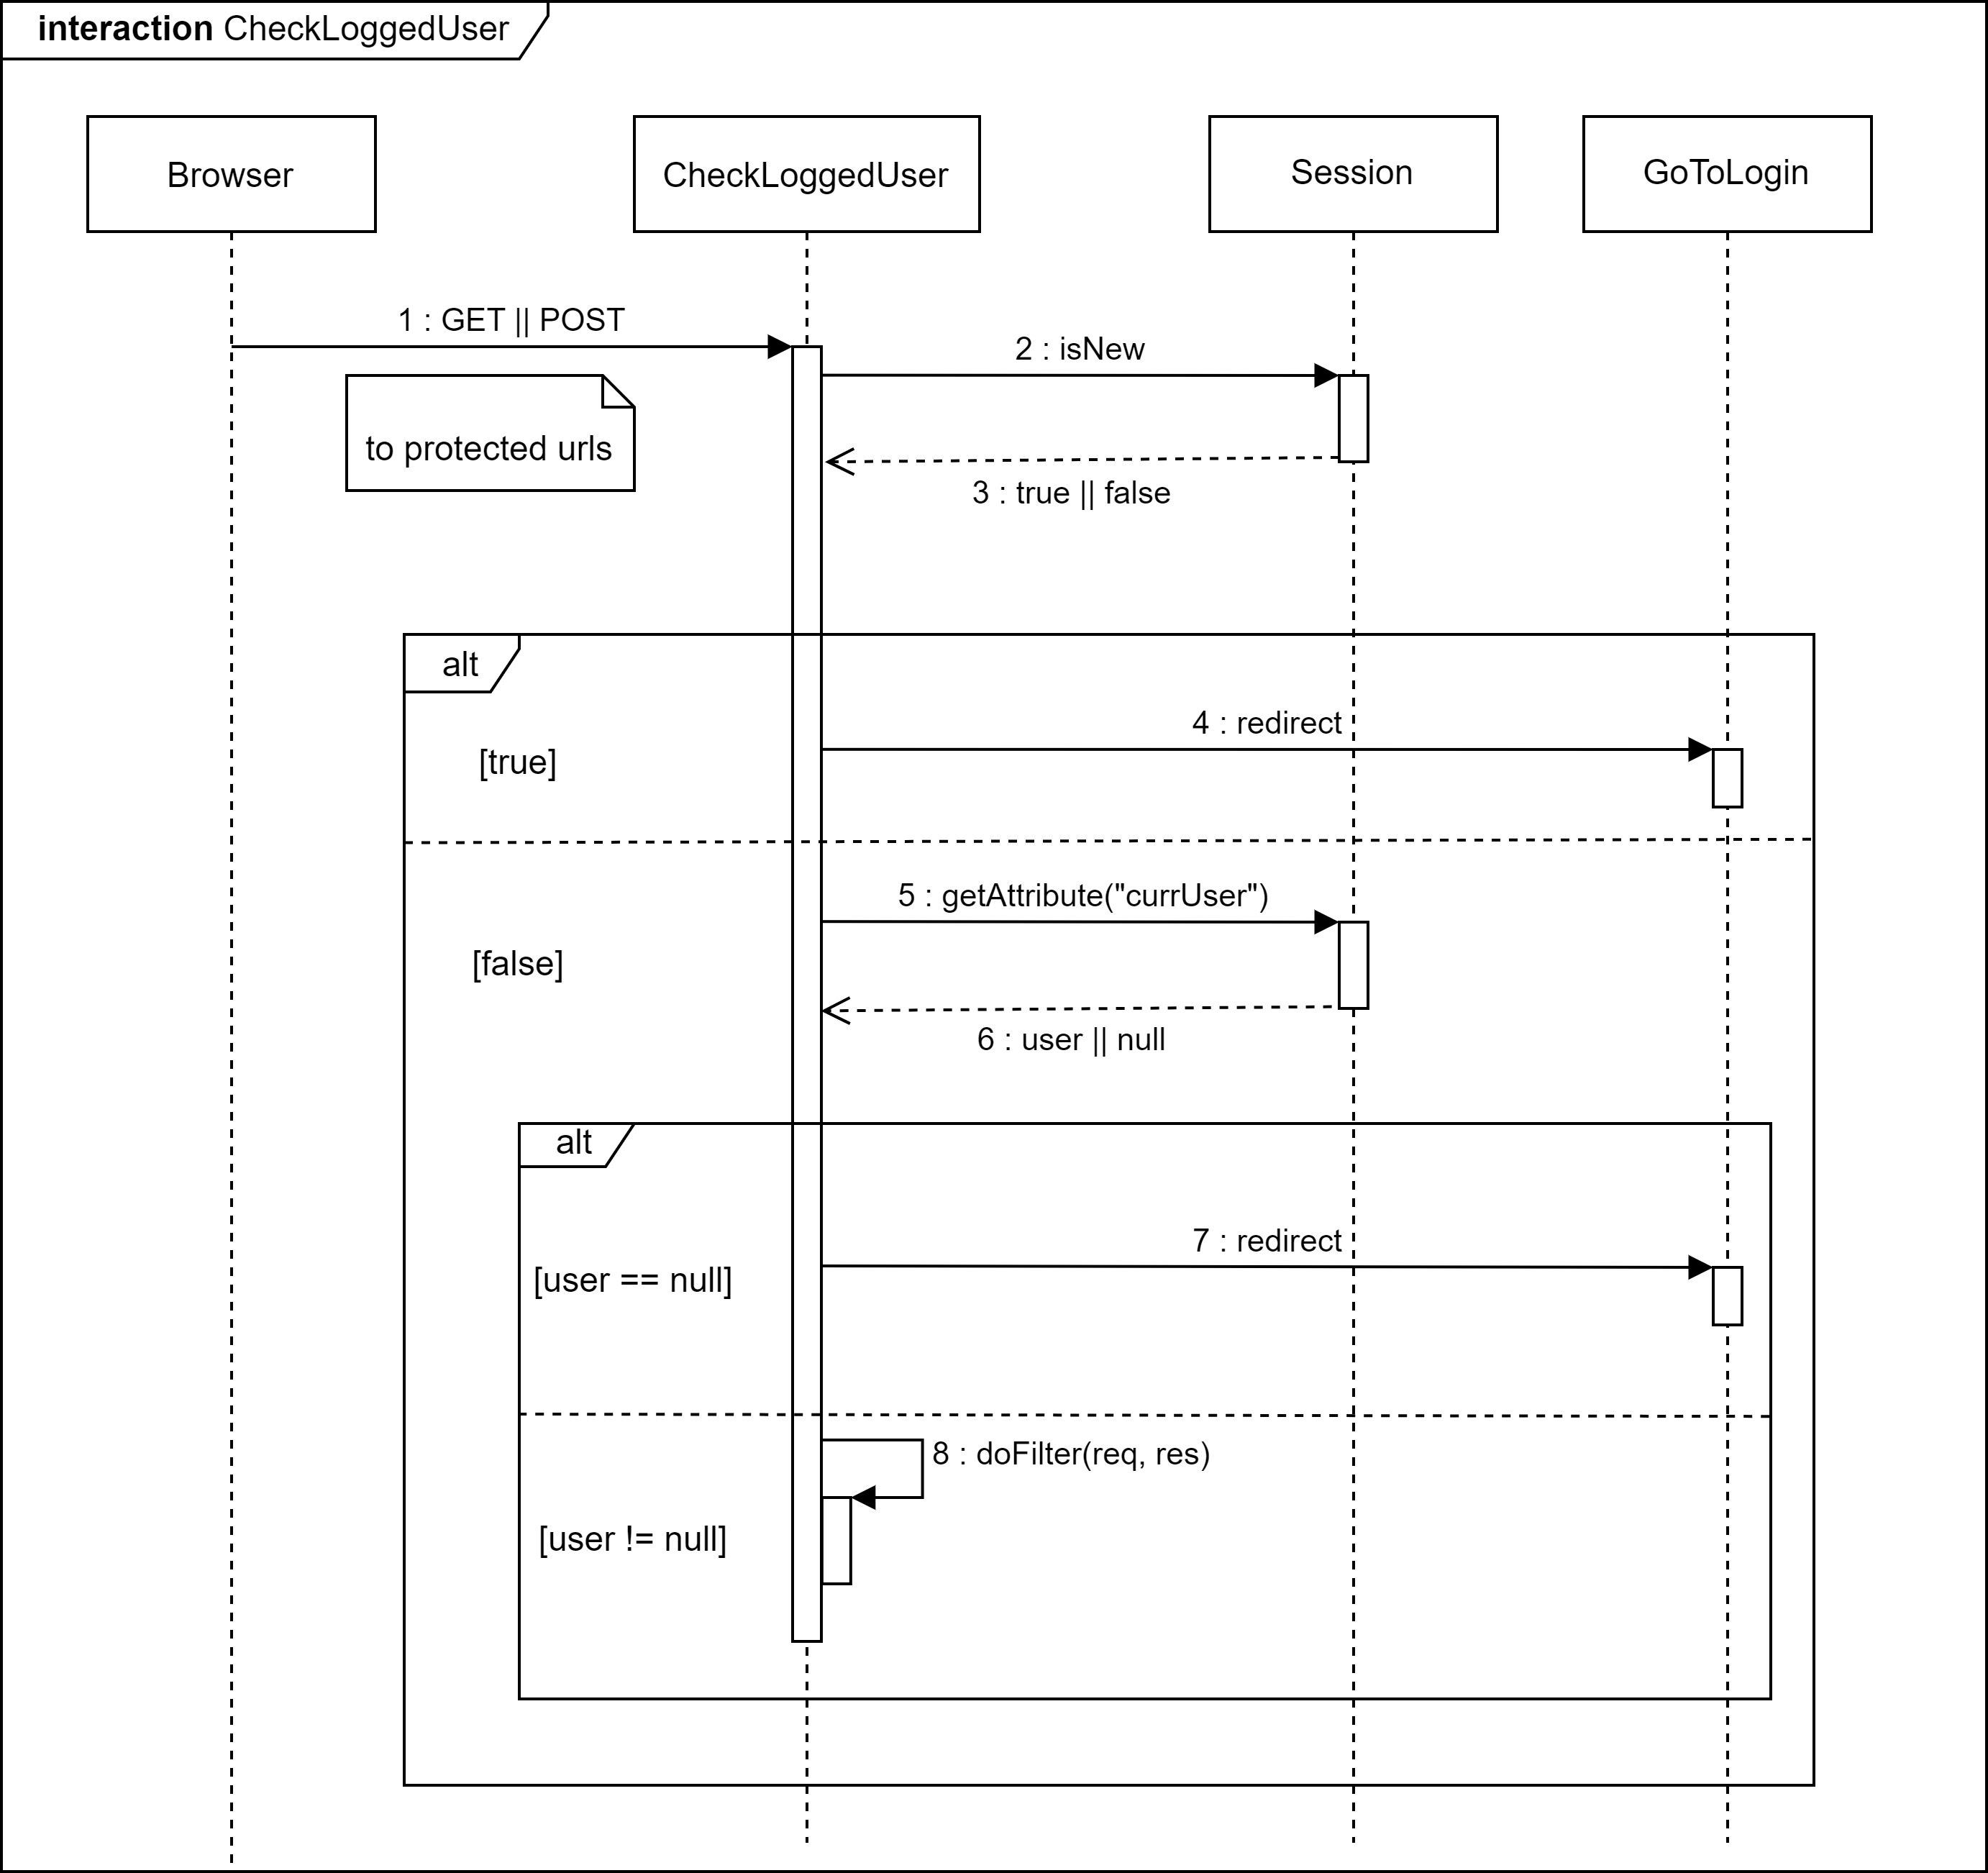 interaction CheckLoggedUser
Browser
CheckLoggedUser
Session
GoToLogin
1 : GET || POST
2 : isNew
to protected urls
3 : true || false
alt
4 : redirect
[true]
5 : getAttribute("currUser")
[false]
6 : user || null
alt
7 : redirect
[user == null]
8 : doFilter(req, res)
[user != null]